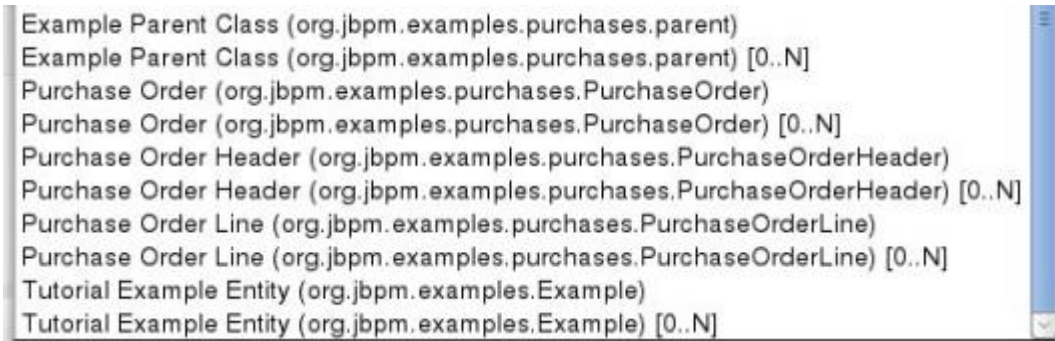 Example Parent Class (org.jbpm.examples.purchases.parent)
Example Parent Class (org.jbpm.examples.purchases.parent) [0..N]
Purchase Order (org.jbpm.examples.purchases.PurchaseOrder)
Purchase Order (org.jbpm.examples.purchases.PurchaseOrder) [0..N]
Purchase Order Header (org.jbpm.examples.purchases.PurchaseOrderHeader)
Purchase Order Header (org.jbpm.examples.purchases.PurchaseOrderHeader) [0..N]
Purchase Order Line (org.jbpm.examples.purchases.PurchaseOrderLine)
Purchase Order Line (org.jbpm.examples.purchases.PurchaseOrderLine) [0..N]
Tutorial Example Entity (org.jbpm.examples.Example)
Tutorial Example Entity (org.jbpm.examples.Example) [0..N]